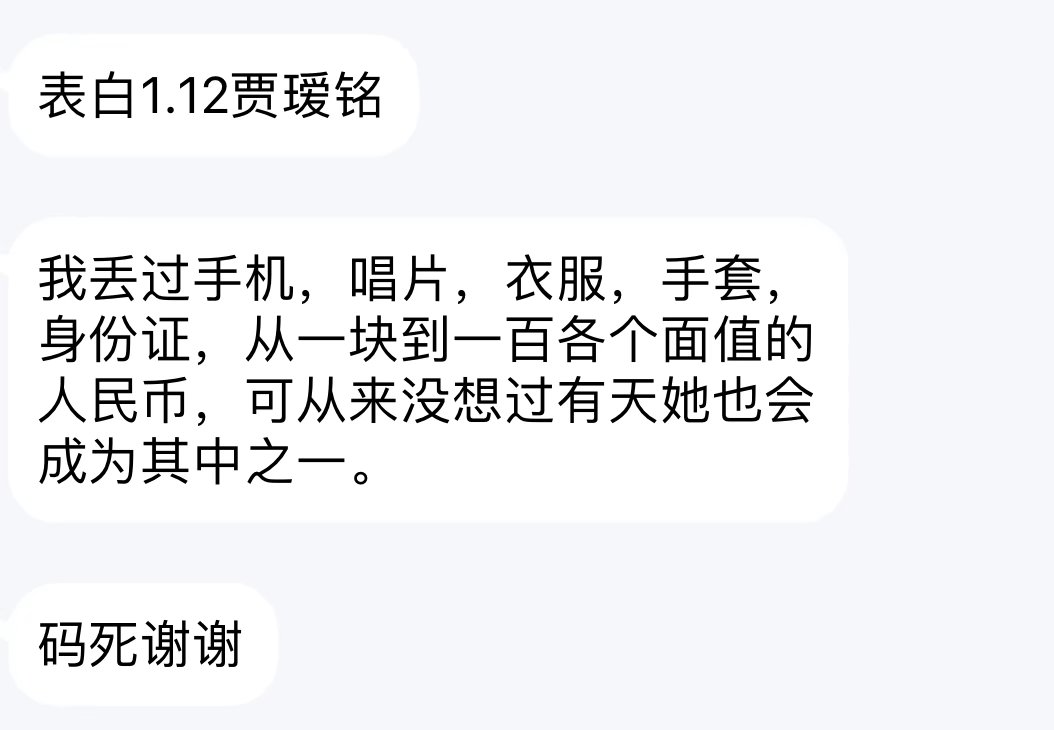 表白1.12贾瑷铭
我丢过手机，唱片，衣服，手套，
身份证，从一块到一百各个面值的
人民币，可从来没想过有天她也会
成为其中之一。
码死谢谢